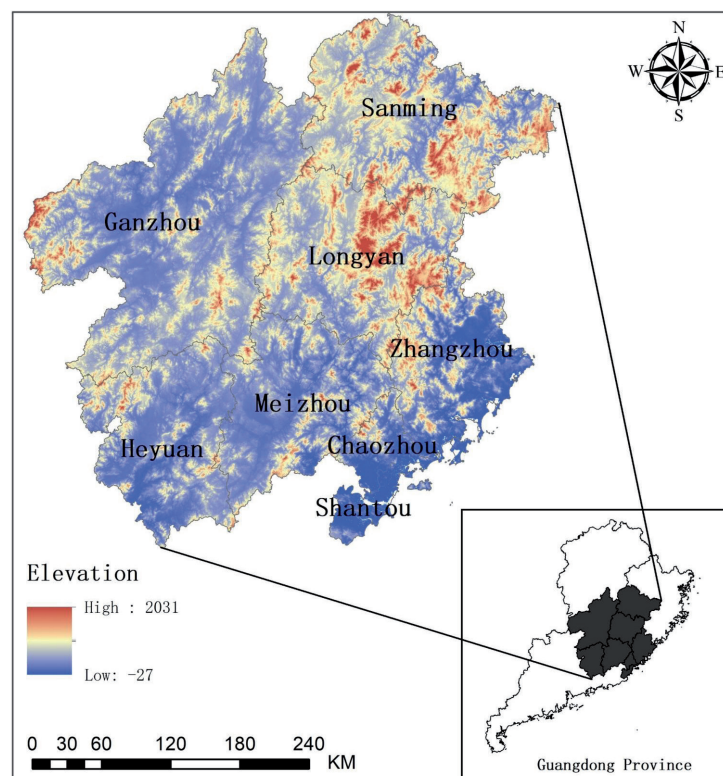 N
W E
S
Sanming
Ganzhou
Longyan
Zhangzhou
Meizhou
Heyuan
Chaozhou
Shantou
Elevation
High : 2031
Low: -27
0 30 60 120 180 240
KM
Guangdong Province